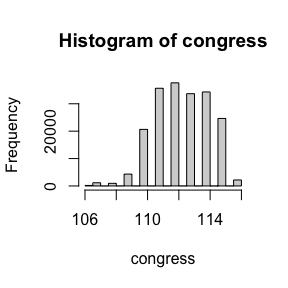 Histogram of congress
Frequency
20000
0
106 110 114
congress